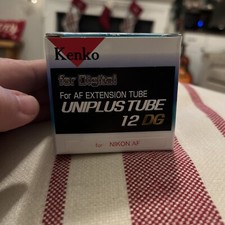 Kenko
for Digital
For AF EXTENSION TUBE
UNIPLUS TUBE
12 DG
for NIKON AF